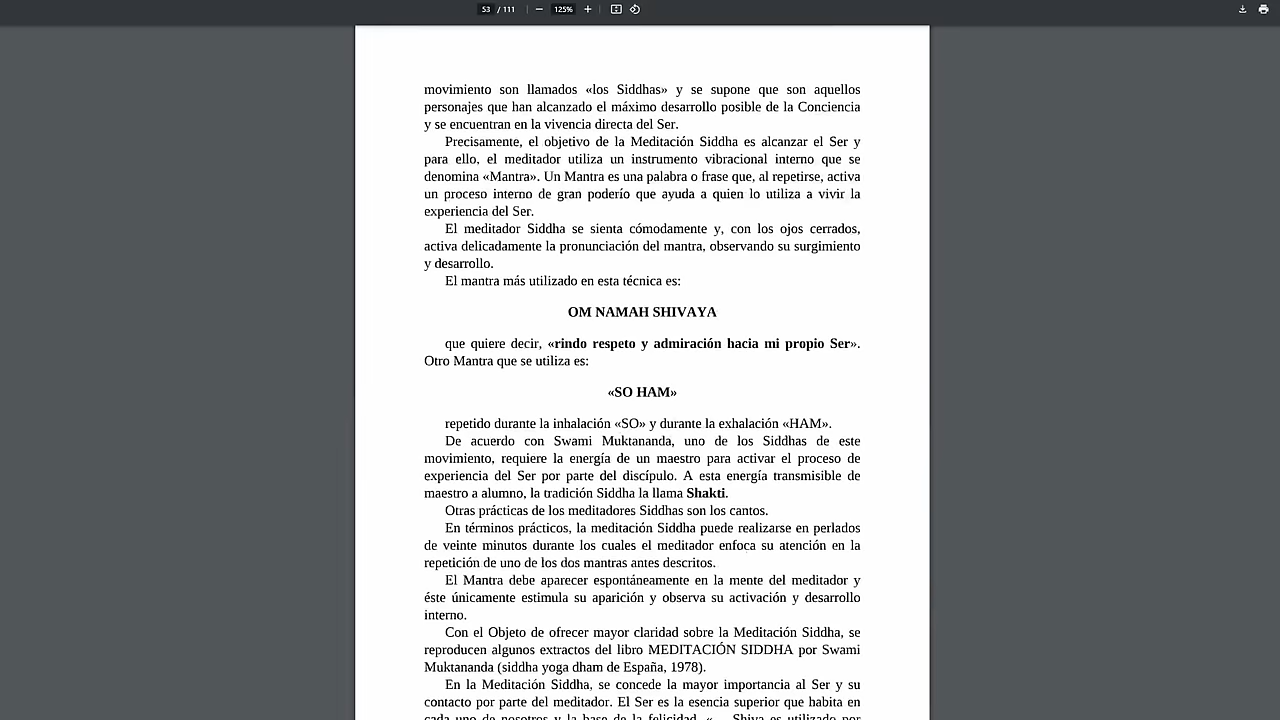 53 / 111
125%
movimiento son llamados «los Siddhas» y se supone que son aquellos
personajes que han alcanzado el máximo desarrollo posible de la Conciencia
y se encuentran en la vivencia directa del Ser.
Precisamente, el objetivo de la Meditación Siddha es alcanzar el Ser y
para ello, el meditador utiliza un instrumento vibracional interno que se
denomina «Mantra». Un Mantra es una palabra o frase que, al repetirse, activa
un proceso interno de gran poderío que ayuda a quien lo utiliza a vivir la
experiencia del Ser.
El meditador Siddha se sienta cómodamente y, con los ojos cerrados,
activa delicadamente la pronunciación del mantra, observando su surgimiento
y desarrollo.
El mantra más utilizado en esta técnica es:
OM NAMAH SHIVAYA
que quiere decir, «rindo respeto y admiración hacia mi propio Ser».
Otro Mantra que se utiliza es:
«SO HAM»
repetido durante la inhalación «SO» y durante la exhalación «HAM».
De acuerdo con Swami Muktananda, uno de los Siddhas de este
movimiento, requiere la energía de un maestro para activar el proceso de
experiencia del Ser por parte del discípulo. A esta energía transmisible de
maestro a alumno, la tradición Siddha la llama Shakti.
Otras prácticas de los meditadores Siddhas son los cantos.
En términos prácticos, la meditación Siddha puede realizarse en perlados
de veinte minutos durante los cuales el meditador enfoca su atención en la
repetición de uno de los dos mantras antes descritos.
El Mantra debe aparecer espontáneamente en la mente del meditador y
éste únicamente estimula su aparición y observa su activación y desarrollo
interno.
Con el Objeto de ofrecer mayor claridad sobre la Meditación Siddha, se
reproducen algunos extractos del libro MEDITACIÓN SIDDHA por Swami
Muktananda (siddha yoga dham de España, 1978).
En la Meditación Siddha, se concede la mayor importancia al Ser y su
contacto por parte del meditador. El Ser es la esencia superior que habita en
cada uno de nosotros y la base de la felicidad. «… Shiva es utilizado por